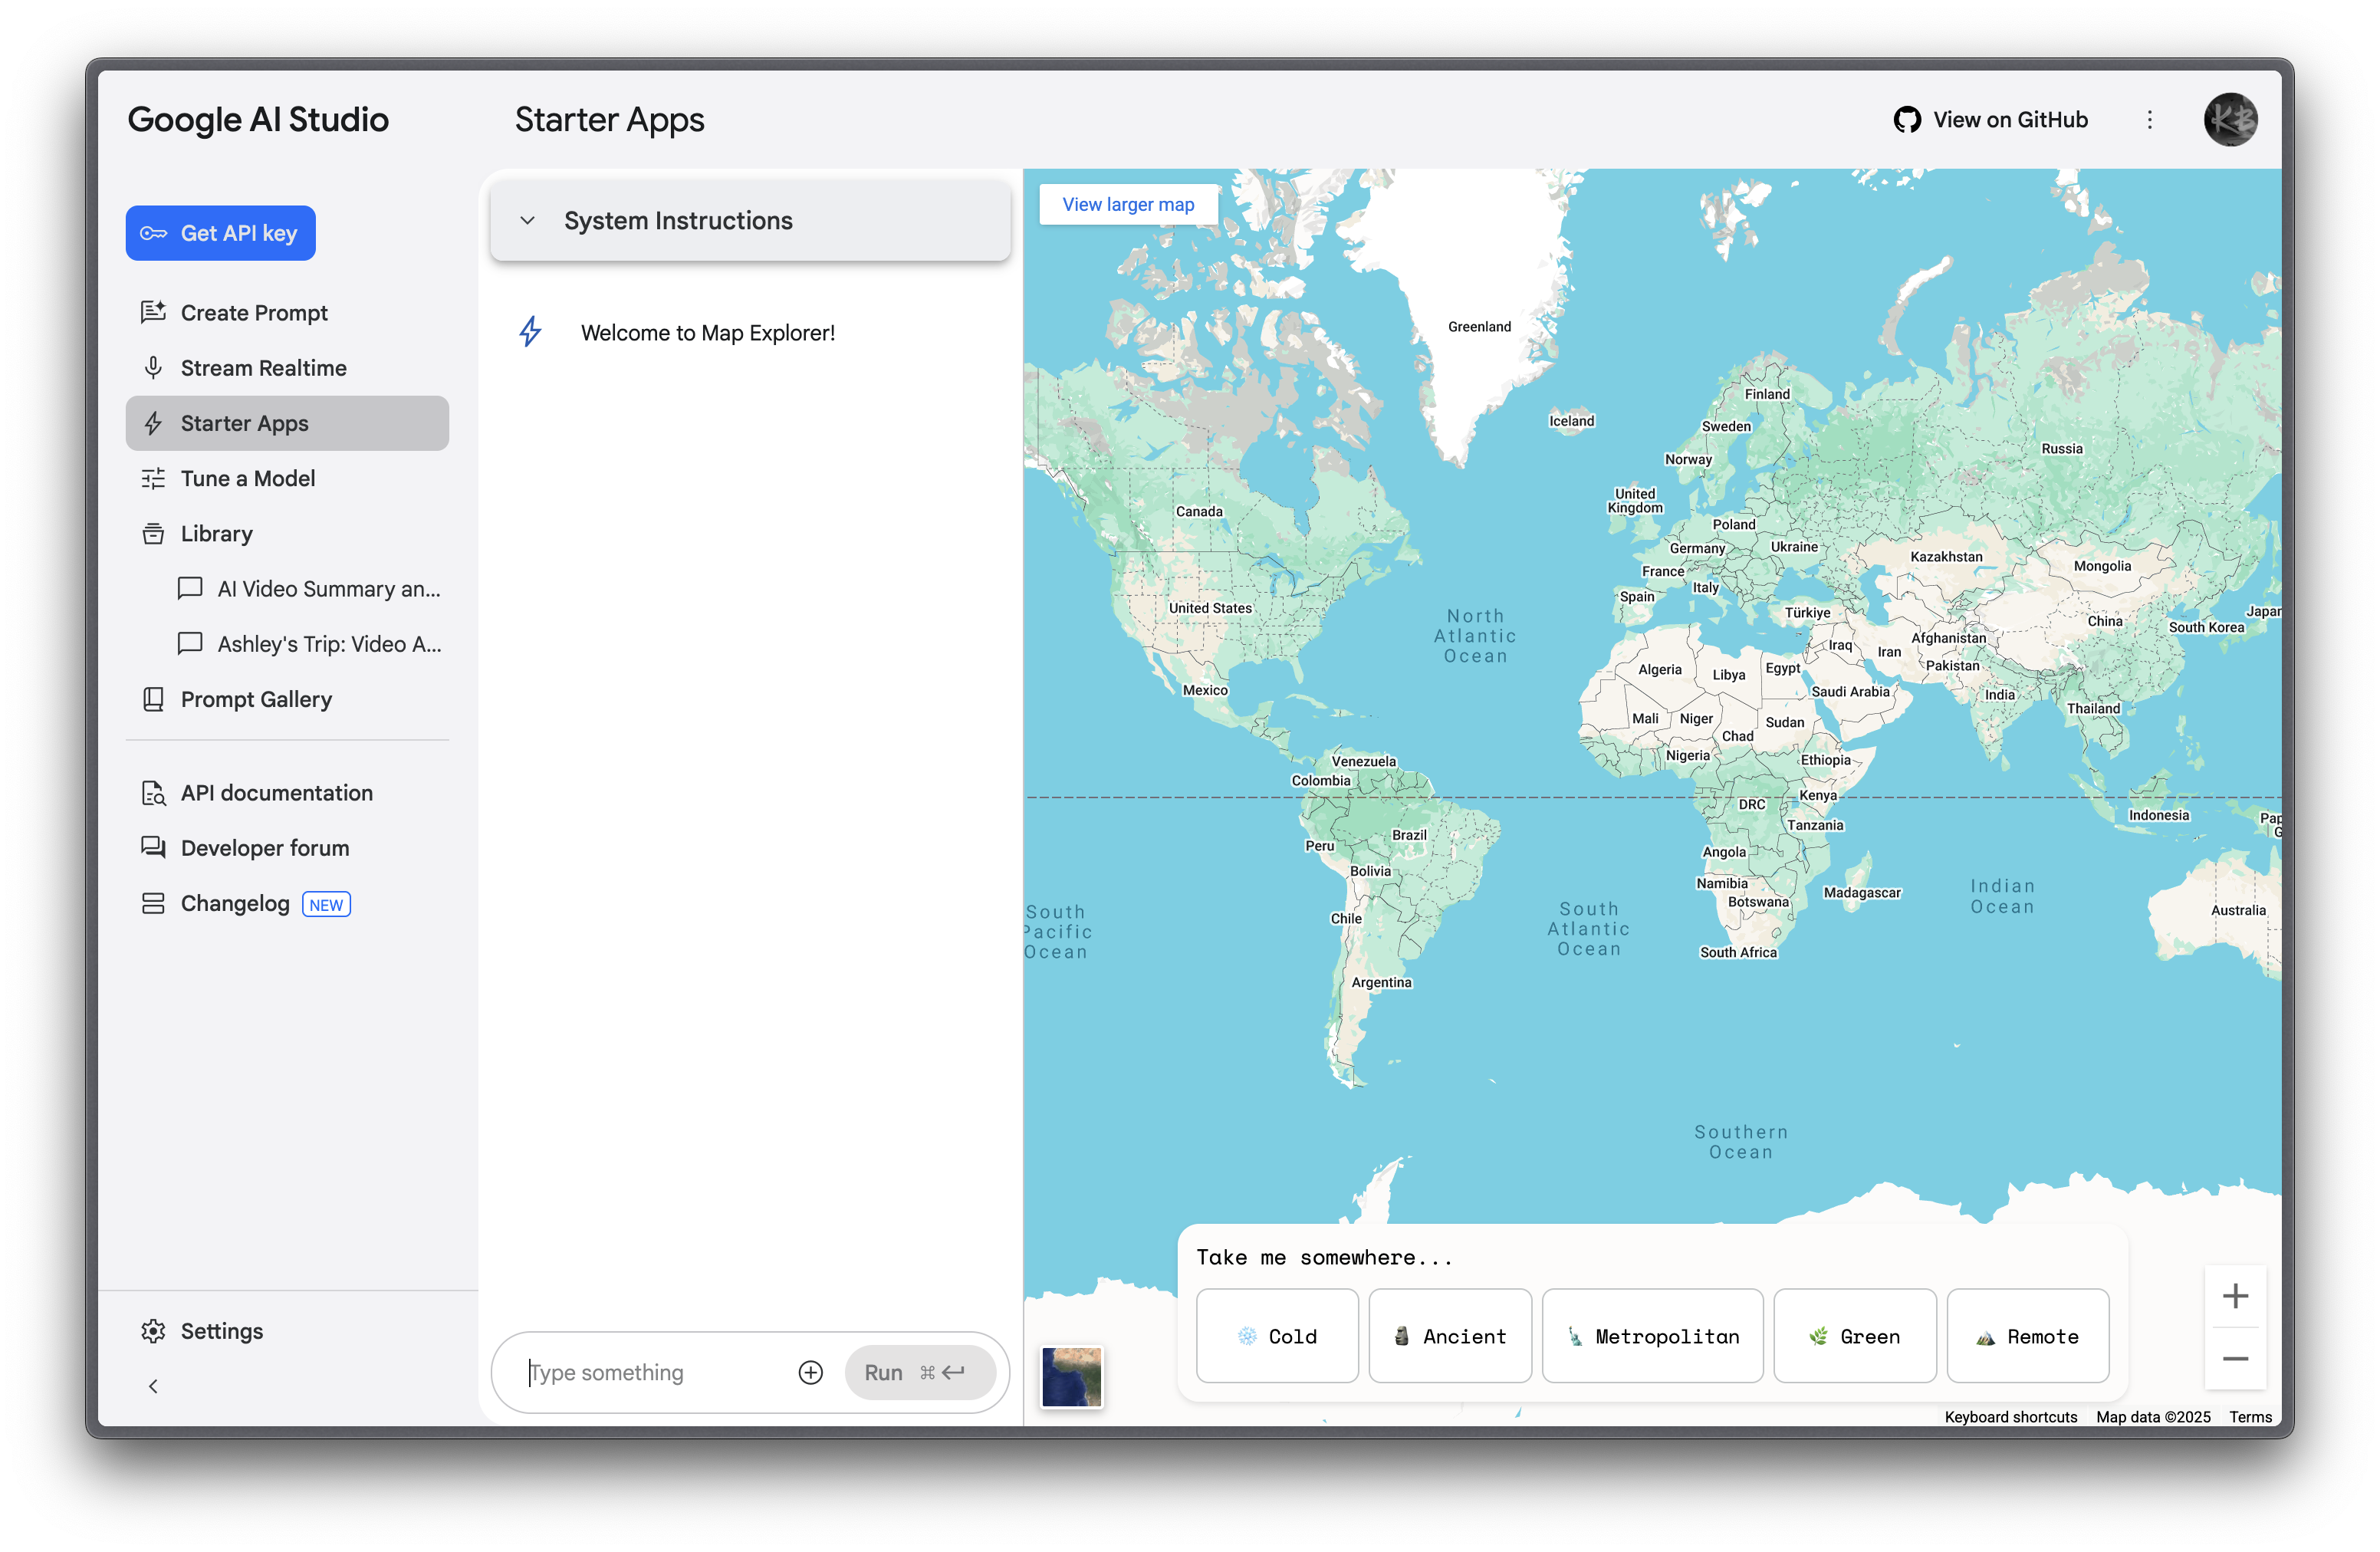 Google AI Studio
Starter Apps
View on GitHub
KB
Get API key
Create Prompt
Stream Realtime
Starter Apps
Tune a Model
Library
AI Video Summary an...
Ashley's Trip: Video A...
Prompt Gallery
API documentation
Developer forum
Changelog NEW
Settings
System Instructions
Welcome to Map Explorer!
Type something
Run ⌘
View larger map
Greenland
Iceland
Finland
Sweden
Norway
Russia
United
Kingdom
Canada
Poland
Germany
Ukraine
Kazakhstan
France
Mongolia
Italy
Spain
United States
Türkiye
Japan
China
South Korea
North
Atlantic
Ocean
Afghanistan
Iraq
Iran
Pakistan
Algeria
Libya
Egypt
Mexico
Saudi Arabia
India
Thailand
Mali
Niger
Sudan
Chad
Nigeria
Ethiopia
Venezuela
Colombia
Kenya
DRC
Indonesia
Pap
G
Tanzania
Brazil
Peru
Angola
Bolivia
Namibia
Madagascar
Botswana
Indian
Ocean
Australia
South
Pacific
Ocean
Chile
South
Atlantic
Ocean
South Africa
Argentina
Southern
Ocean
Take me somewhere...
Cold
Ancient
Metropolitan
Green
Remote
Keyboard shortcuts
Map data ©2025
Terms